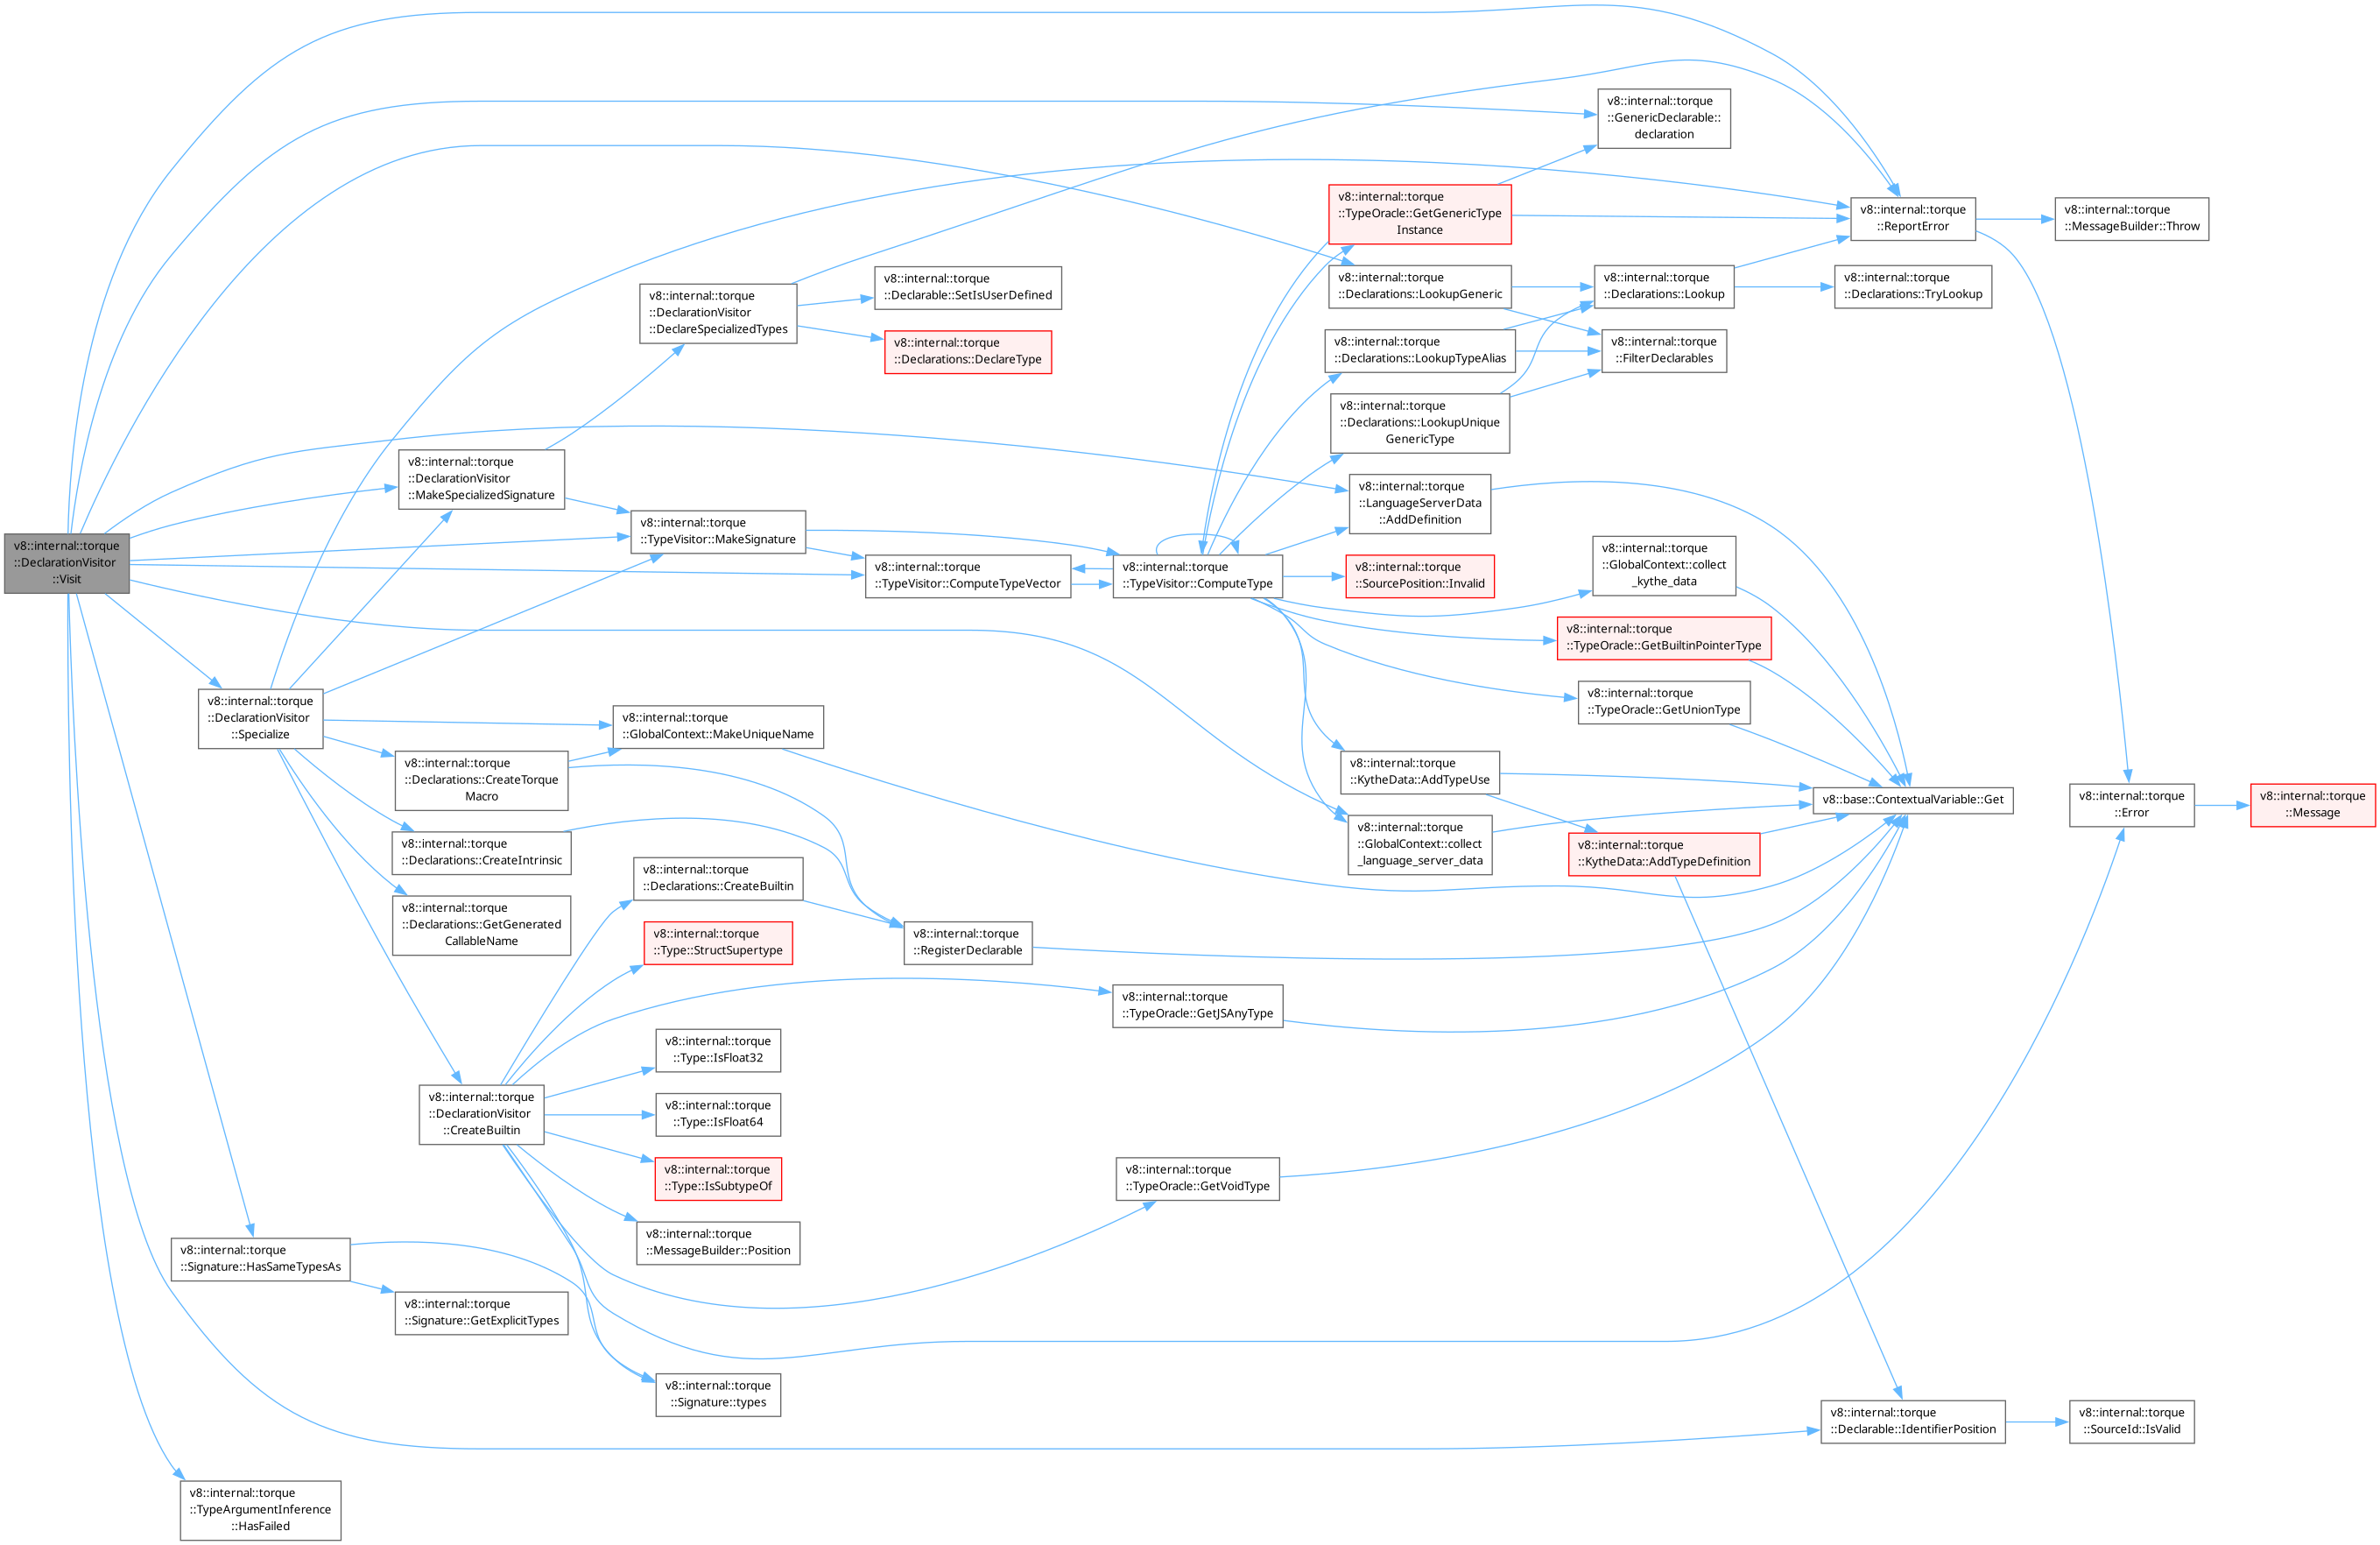 v8::internal::torque
::DeclarationVisitor
::Visit
v8::internal::torque
::DeclarationVisitor
::Specialize
v8::internal::torque
::Signature::HasSameTypesAs
v8::internal::torque
::TypeArgumentInference
::HasFailed
v8::internal::torque
::DeclarationVisitor
::MakeSpecializedSignature
v8::internal::torque
::Declarations::CreateTorque
Macro
v8::internal::torque
::Declarations::CreateIntrinsic
v8::internal::torque
::Declarations::GetGenerated
CallableName
v8::internal::torque
::DeclarationVisitor
::CreateBuiltin
v8::internal::torque
::Signature::GetExplicitTypes
v8::internal::torque
::DeclarationVisitor
::DeclareSpecializedTypes
v8::internal::torque
::TypeVisitor::MakeSignature
v8::internal::torque
::GlobalContext::MakeUniqueName
v8::internal::torque
::Declarations::CreateBuiltin
v8::internal::torque
::Type::StructSupertype
v8::internal::torque
::Type::IsFloat32
v8::internal::torque
::Type::IsFloat64
v8::internal::torque
::Type::IsSubtypeOf
v8::internal::torque
::MessageBuilder::Position
v8::internal::torque
::Signature::types
v8::internal::torque
::Declarable::SetIsUserDefined
v8::internal::torque
::Declarations::DeclareType
v8::internal::torque
::TypeVisitor::ComputeTypeVector
v8::internal::torque
::RegisterDeclarable
v8::internal::torque
::TypeVisitor::ComputeType
v8::internal::torque
::TypeOracle::GetJSAnyType
v8::internal::torque
::TypeOracle::GetVoidType
v8::internal::torque
::TypeOracle::GetGenericType
Instance
v8::internal::torque
::Declarations::LookupGeneric
v8::internal::torque
::Declarations::LookupTypeAlias
v8::internal::torque
::Declarations::LookupUnique
GenericType
v8::internal::torque
::LanguageServerData
::AddDefinition
v8::internal::torque
::SourcePosition::Invalid
v8::internal::torque
::KytheData::AddTypeUse
v8::internal::torque
::GlobalContext::collect
_language_server_data
v8::internal::torque
::GenericDeclarable::
declaration
v8::internal::torque
::Declarations::Lookup
v8::internal::torque
::FilterDeclarables
v8::internal::torque
::GlobalContext::collect
_kythe_data
v8::internal::torque
::TypeOracle::GetBuiltinPointerType
v8::internal::torque
::TypeOracle::GetUnionType
v8::internal::torque
::KytheData::AddTypeDefinition
v8::internal::torque
::ReportError
v8::internal::torque
::Declarations::TryLookup
v8::base::ContextualVariable::Get
v8::internal::torque
::Declarable::IdentifierPosition
v8::internal::torque
::MessageBuilder::Throw
v8::internal::torque
::Error
v8::internal::torque
::SourceId::IsValid
v8::internal::torque
::Message